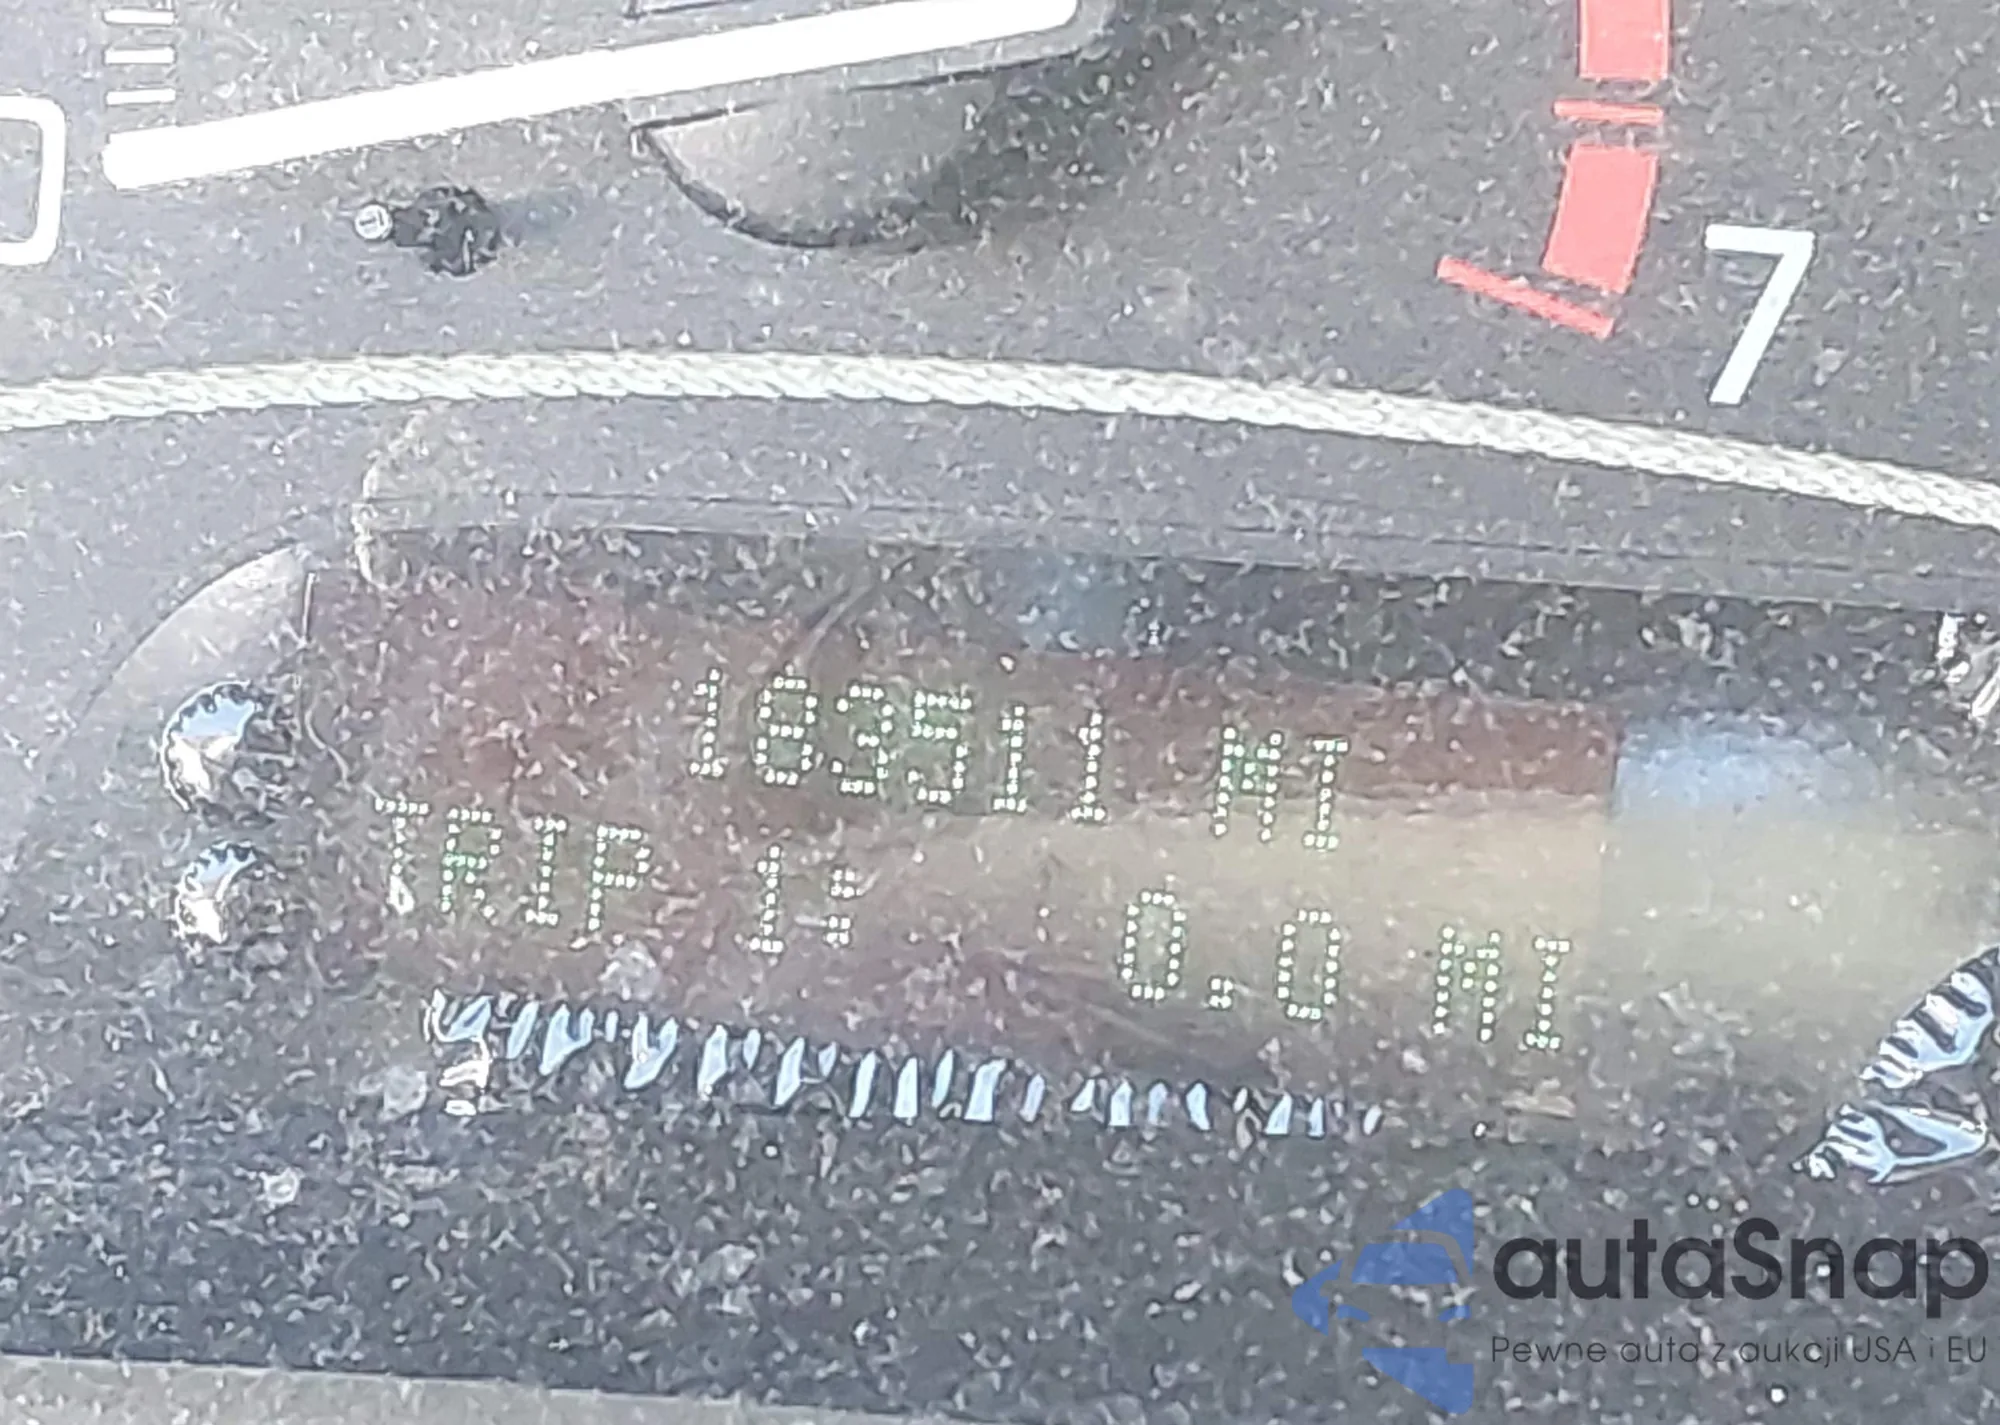 7
183511 MI
TRIP 1: 0.0 MI
autaSnap
Pewne auta z aukcji USA i EU